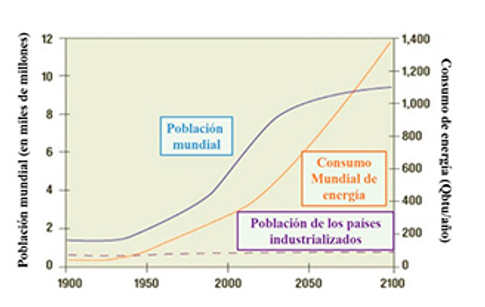 Población mundial (en miles de millones)
12
10
8
6
4
2
0
1,400
1,200
1,000
800
600
400
200
0
Consumo de energía (Qbtu/año)
Población
mundial
Consumo
Mundial de
energía
Población de los países
industrializados
1900
1950
2000
2050
2100